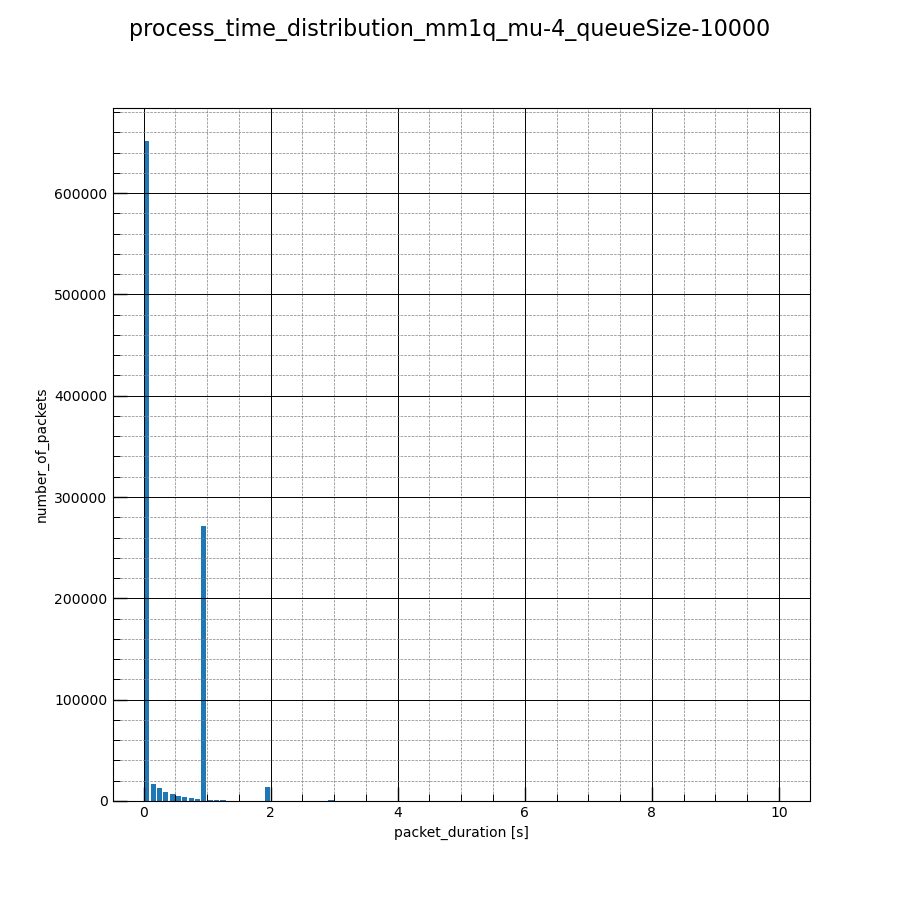 process_time_distribution_mm1q_mu-4_queueSize-10000
600000
500000
400000
300000
200000
100000
0
number_of_packets
0 2 4 6 8 10
packet_duration [s]